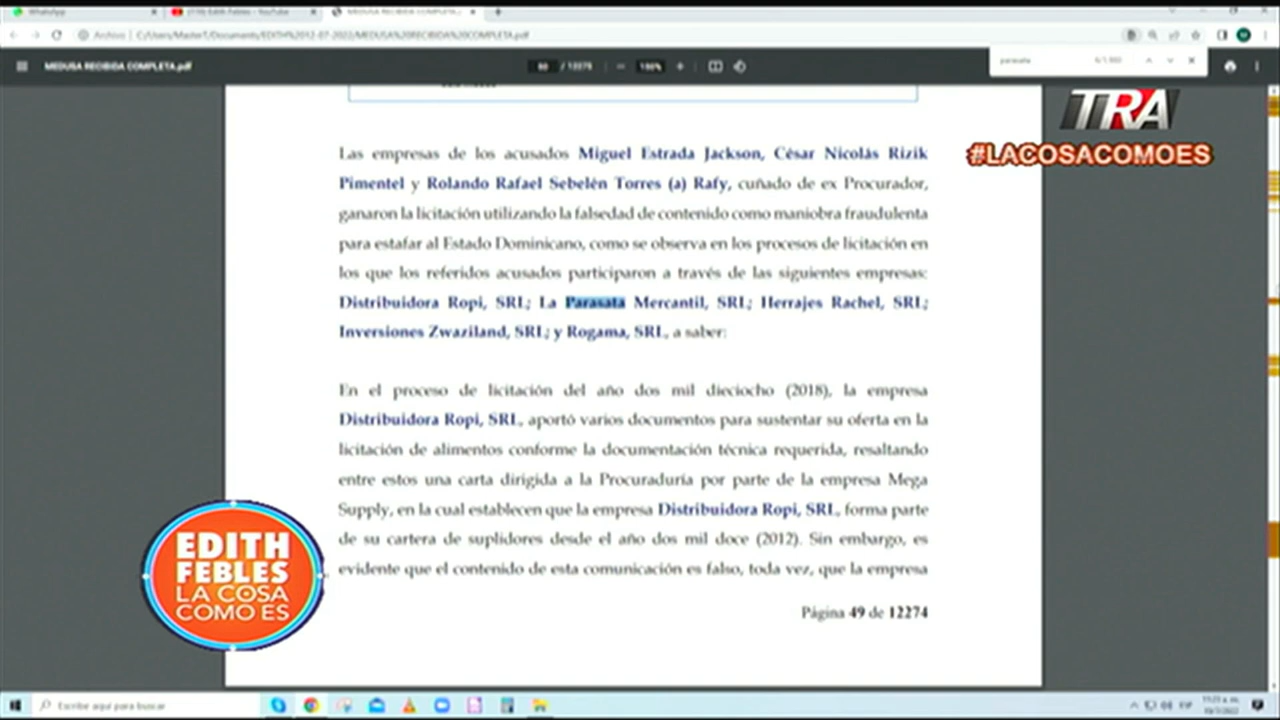 WhatsApp
Edith Febles - YouTube
MEDUSA RECIBIDA COMPLETA
Archivo
MEDUSA RECIBIDA COMPLETA.pdf
parasata
TRA
#LACOSACOMOES
Las empresas de los acusados Miguel Estrada Jackson, César Nicolás Rizik
Pimentel y Rolando Rafael Sebelén Torres (a) Rafy, cuñado de ex Procurador,
ganaron la licitación utilizando la falsedad de contenido como maniobra fraudulenta
para estafar al Estado Dominicano, como se observa en los procesos de licitación en
los que los referidos acusados participaron a través de las siguientes empresas:
Distribuidora Ropi, SRL; La Parasata Mercantil, SRL; Herrajes Rachel, SRL;
Inversiones Zwaziland, SRL; y Rogama, SRL, a saber:
En el proceso de licitación del año dos mil dieciocho (2018), la empresa
Distribuidora Ropi, SRL, aportó varios documentos para sustentar su oferta en la
licitación de alimentos conforme la documentación técnica requerida, resaltando
entre estos una carta dirigida a la Procuraduría por parte de la empresa Mega
Supply, en la cual establecen que la empresa Distribuidora Ropi, SRL, forma parte
de su cartera de suplidores desde el año dos mil doce (2012). Sin embargo, es
evidente que el contenido de esta comunicación es falso, toda vez, que la empresa
Página 49 de 12274
EDITH
FEBLES
LA COSA
COMO ES
Escribe aquí para buscar